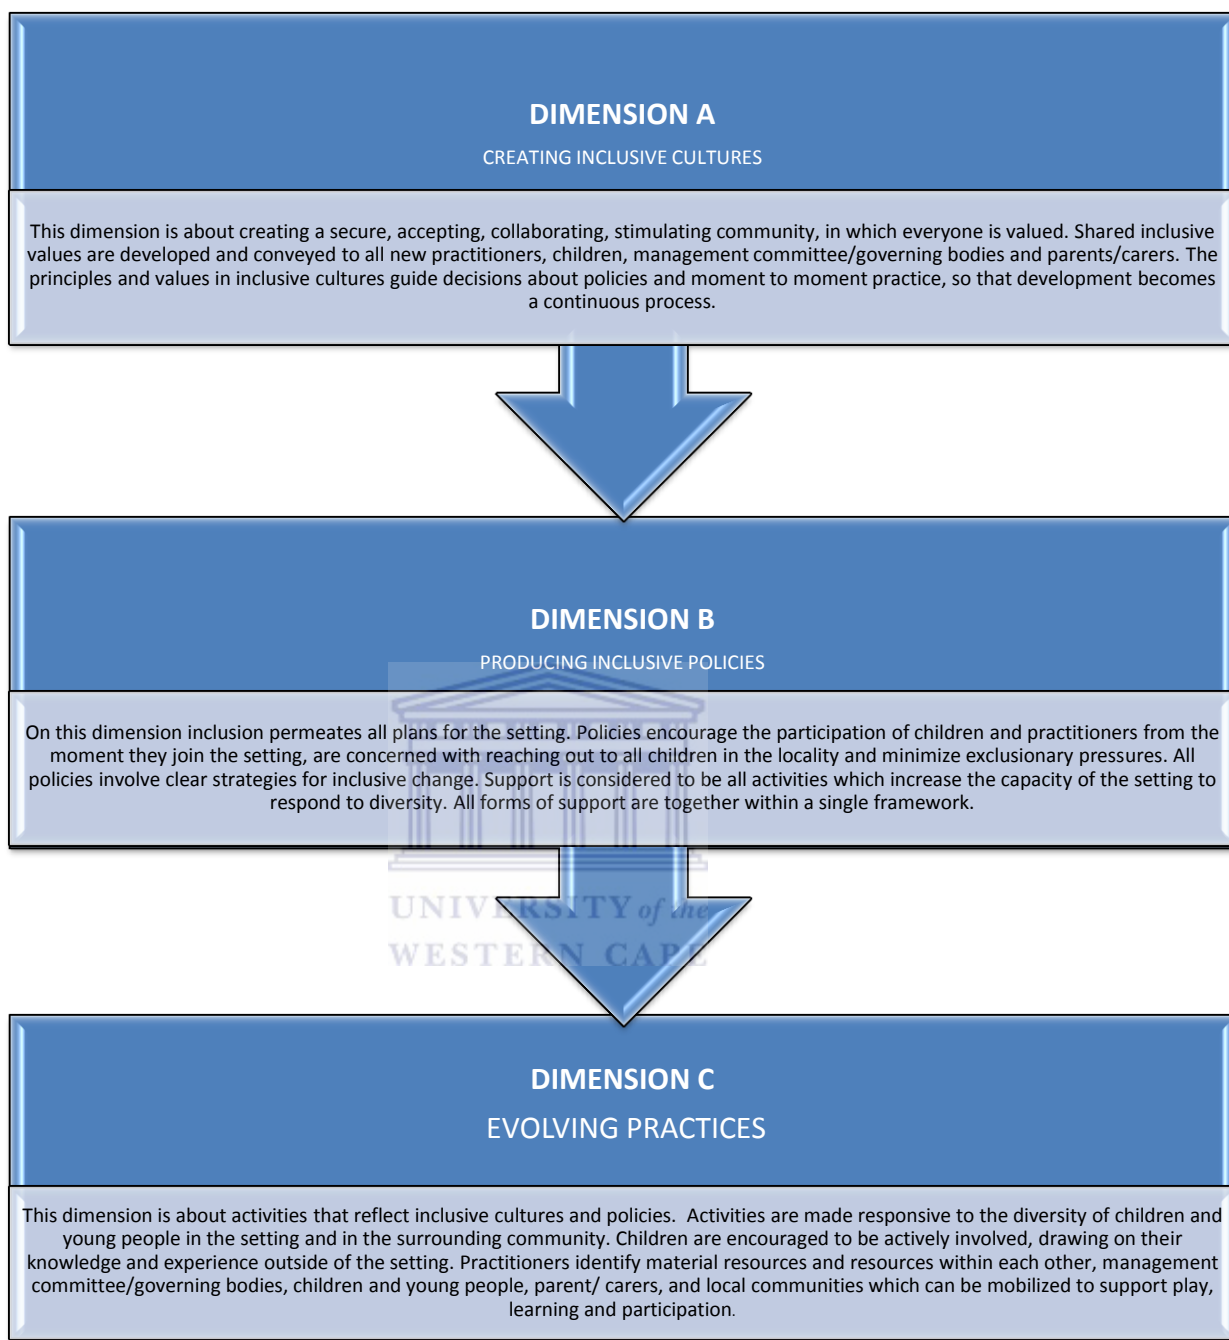 DIMENSION A
CREATING INCLUSIVE CULTURES
This dimension is about creating a secure, accepting, collaborating, stimulating community, in which everyone is valued. Shared inclusive
values are developed and conveyed to all new practitioners, children, management committee/governing bodies and parents/carers. The
principles and values in inclusive cultures guide decisions about policies and moment to moment practice, so that development becomes
a continuous process.
DIMENSION B
PRODUCING INCLUSIVE POLICIES
On this dimension inclusion permeates all plans for the setting. Policies encourage the participation of children and practitioners from the
moment they join the setting, are concerned with reaching out to all children in the locality and minimize exclusionary pressures. All
policies involve clear strategies for inclusive change. Support is considered to be all activities which increase the capacity of the setting to
respond to diversity. All forms of support are together within a single framework.
UNIVERSITY of the
WESTERN CAPE
DIMENSION C
EVOLVING PRACTICES
This dimension is about activities that reflect inclusive cultures and policies.  Activities are made responsive to the diversity of children and
young people in the setting and in the surrounding community. Children are encouraged to be actively involved, drawing on their
knowledge and experience outside of the setting. Practitioners identify material resources and resources within each other, management
committee/governing bodies, children and young people, parent/ carers, and local communities which can be mobilized to support play,
learning and participation.